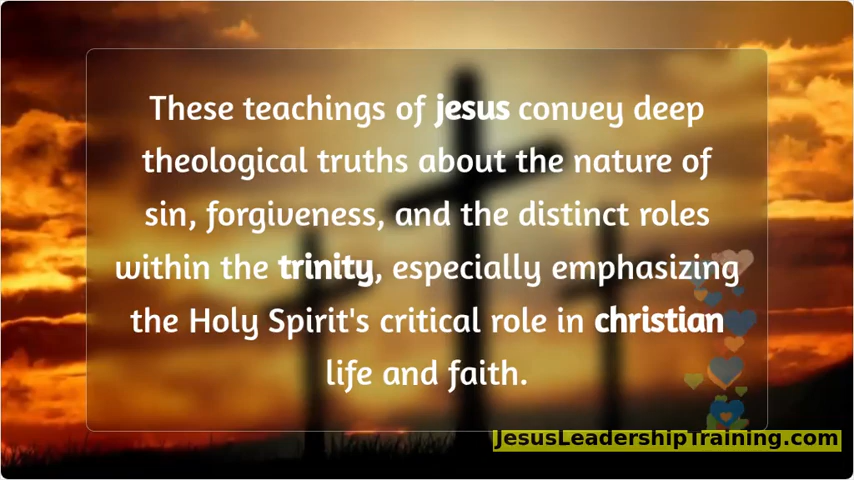 These teachings of jesus convey deep
theological truths about the nature of
sin, forgiveness, and the distinct roles
within the trinity, especially emphasizing
the Holy Spirit's critical role in christian
life and faith.
JesusLeadershipTraining.com